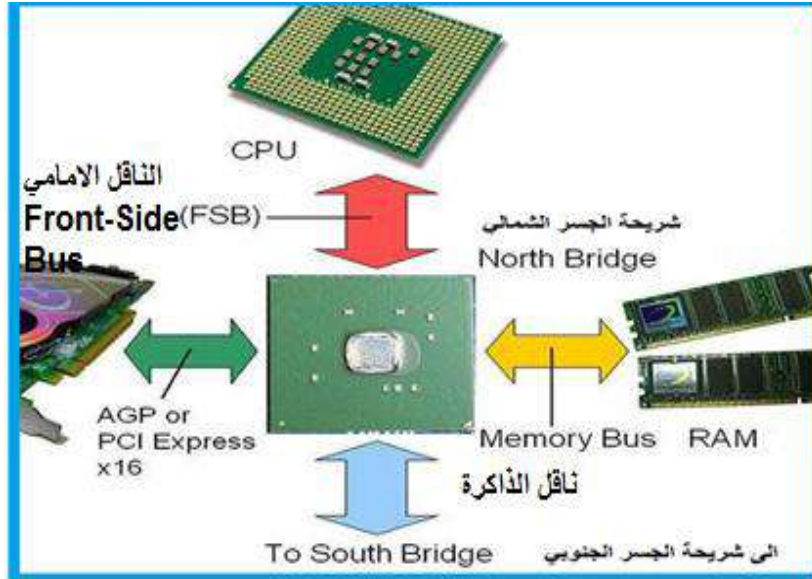 CPU
الناقل الامامي
Front-Side (FSB)
Bus
شريحة الجسر الشمالي
North Bridge
AGP or
PCI Express
x16
Memory Bus
RAM
ناقل الذاكرة
To South Bridge
الى شريحة الجسر الجنوبي